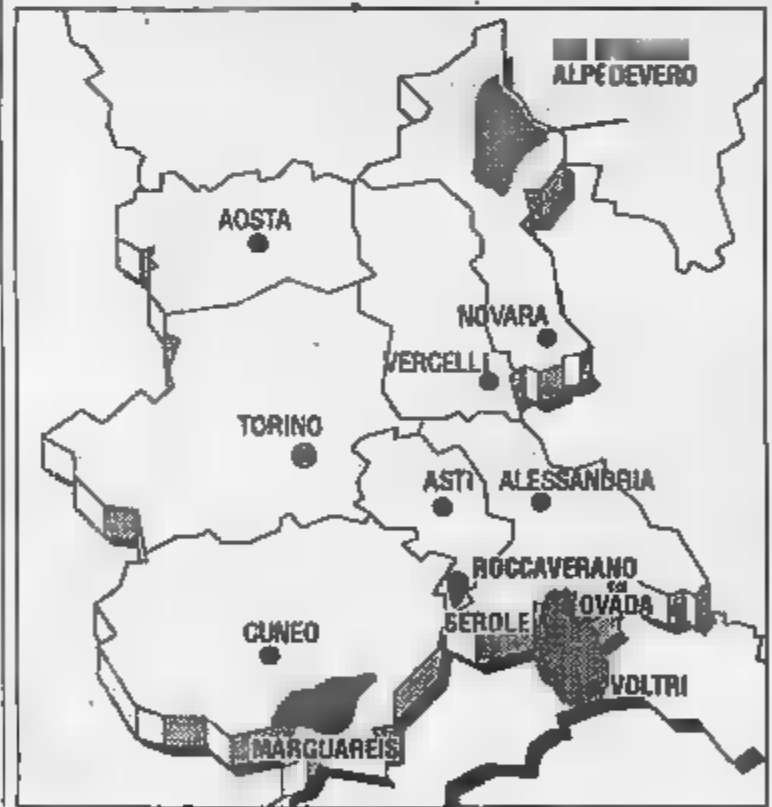 ALPE DEVERO
AOSTA
NOVARA
VERCELLI
TORINO
ASTI
ALESSANDRIA
ROCCAVERANO
OVADA
SEROLE
CUNEO
VOLTRI
MARGUAREIS